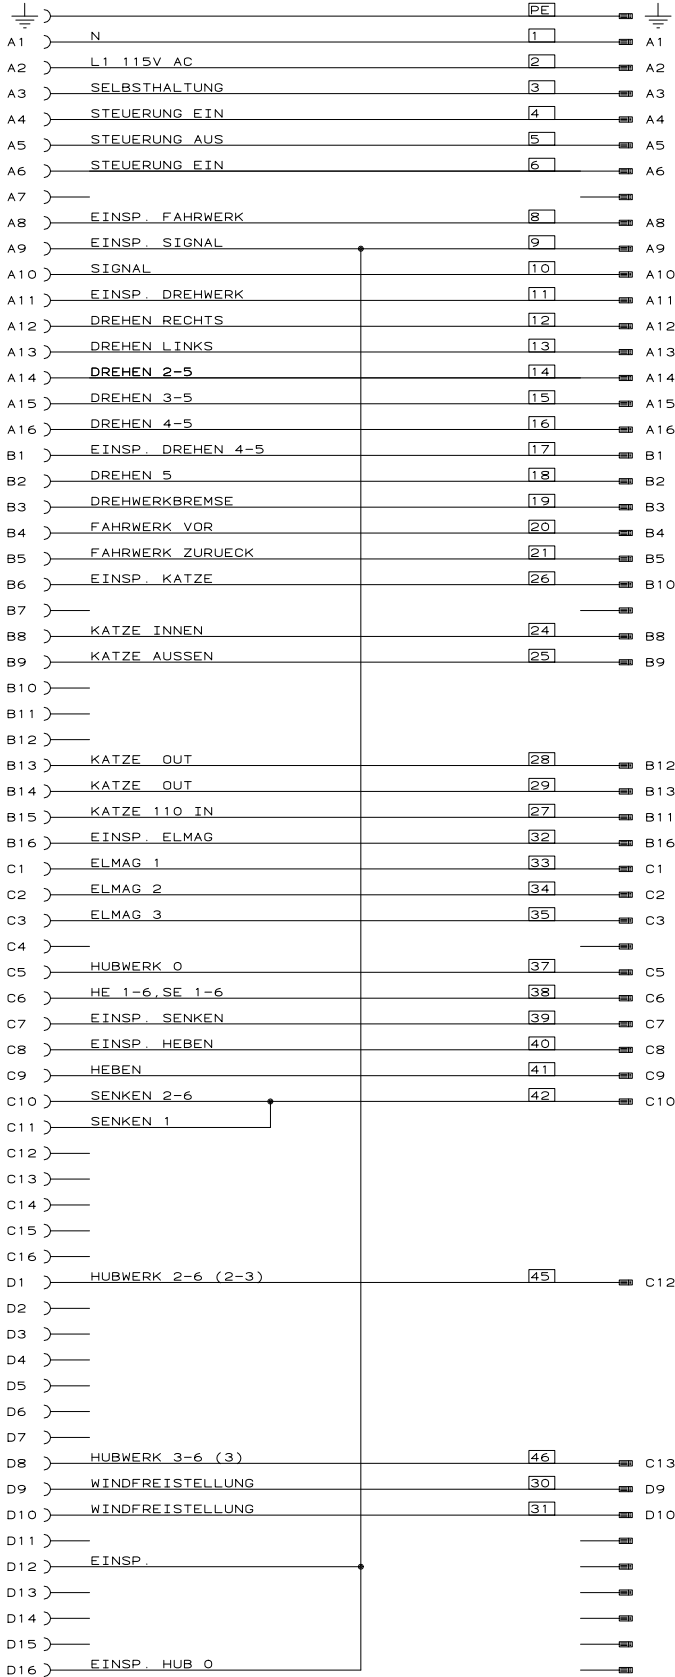 PE
A1 N 1 A1
A2 L1 115V AC 2 A2
A3 SELBSTHALTUNG 3 A3
A4 STEUERUNG EIN 4 A4
A5 STEUERUNG AUS 5 A5
A6 STEUERUNG EIN 6 A6
A7
A8 EINSP. FAHRWERK 8 A8
A9 EINSP. SIGNAL 9 A9
A10 SIGNAL 10 A10
A11 EINSP. DREHWERK 11 A11
A12 DREHEN RECHTS 12 A12
A13 DREHEN LINKS 13 A13
A14 DREHEN 2-5 14 A14
A15 DREHEN 3-5 15 A15
A16 DREHEN 4-5 16 A16
B1 EINSP. DREHEN 4-5 17 B1
B2 DREHEN 5 18 B2
B3 DREHWERKBREMSE 19 B3
B4 FAHRWERK VOR 20 B4
B5 FAHRWERK ZURUECK 21 B5
B6 EINSP. KATZE 26 B10
B7
B8 KATZE INNEN 24 B8
B9 KATZE AUSSEN 25 B9
B10
B11
B12
B13 KATZE OUT 28 B12
B14 KATZE OUT 29 B13
B15 KATZE 110 IN 27 B11
B16 EINSP. ELMAG 32 B16
C1 ELMAG 1 33 C1
C2 ELMAG 2 34 C2
C3 ELMAG 3 35 C3
C4
C5 HUBWERK 0 37 C5
C6 HE 1-6,SE 1-6 38 C6
C7 EINSP. SENKEN 39 C7
C8 EINSP. HEBEN 40 C8
C9 HEBEN 41 C9
C10 SENKEN 2-6 42 C10
C11 SENKEN 1
C12
C13
C14
C15
C16
D1 HUBWERK 2-6 (2-3) 45 C12
D2
D3
D4
D5
D6
D7
D8 HUBWERK 3-6 (3) 46 C13
D9 WINDFREISTELLUNG 30 D9
D10 WINDFREISTELLUNG 31 D10
D11
D12 EINSP.
D13
D14
D15
D16 EINSP. HUB 0